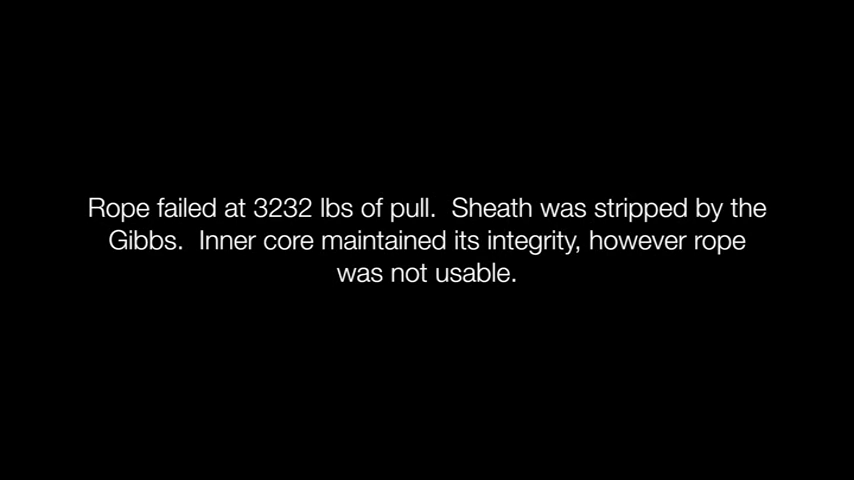 Rope failed at 3232 lbs of pull.  Sheath was stripped by the
Gibbs.  Inner core maintained its integrity, however rope
was not usable.